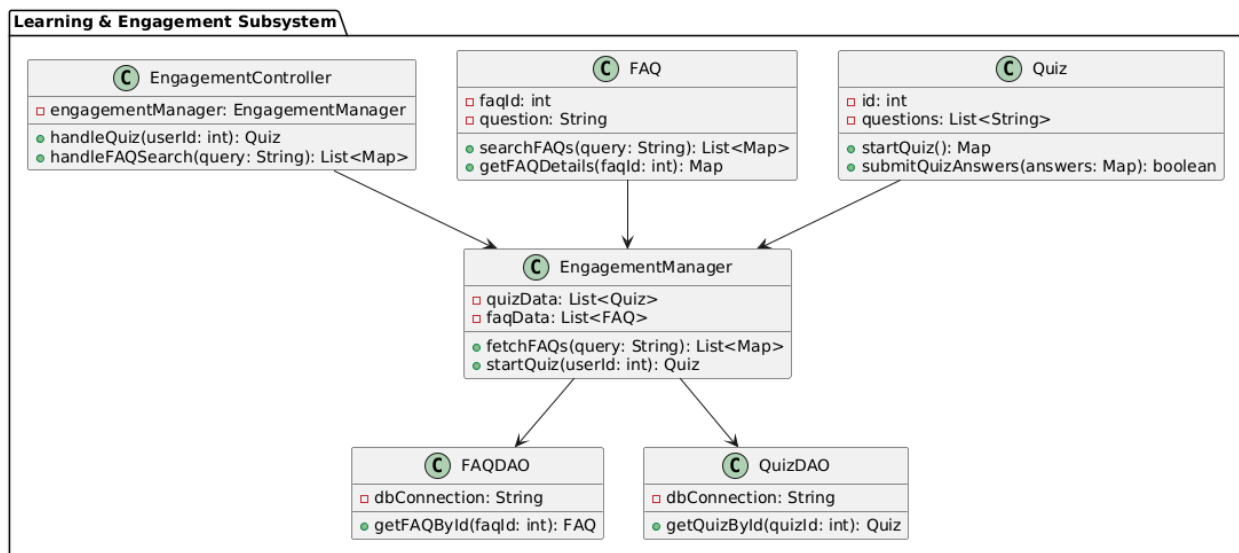 Learning & Engagement Subsystem
C EngagementController
engagementManager: EngagementManager
handleQuiz(userId: int): Quiz
handleFAQSearch(query: String): List<Map>
C FAQ
faqId: int
question: String
searchFAQs(query: String): List<Map>
getFAQDetails(faqId: int): Map
C Quiz
id: int
questions: List<String>
startQuiz(): Map
submitQuizAnswers(answers: Map): boolean
C EngagementManager
quizData: List<Quiz>
faqData: List<FAQ>
fetchFAQs(query: String): List<Map>
startQuiz(userId: int): Quiz
C FAQDAO
dbConnection: String
getFAQById(faqId: int): FAQ
C QuizDAO
dbConnection: String
getQuizById(quizId: int): Quiz